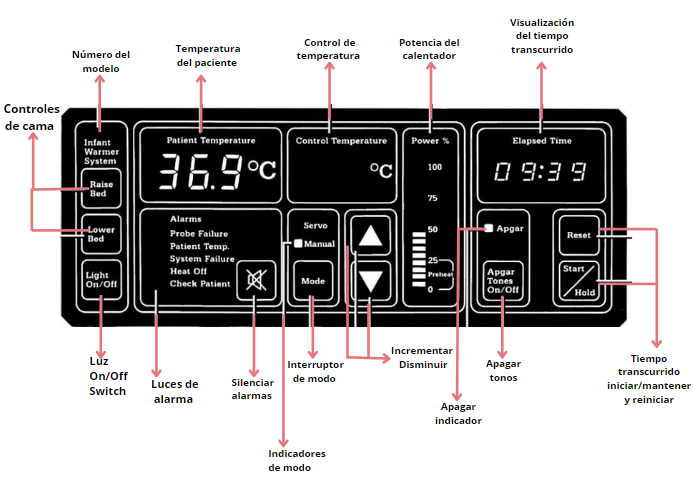 Visualización
del tiempo
transcurrido
Número del
modelo
Temperatura
del paciente
Control de
temperatura
Potencia del
calentador
Controles
de cama
Infant
Warmer
System
Raise
Bed
Lower
Bed
Light
On/Off
Patient Temperature
36.9 °C
Alarms
Probe Failure
Patient Temp.
System Failure
Heat Off
Check Patient
Control Temperature
°C
Servo
Manual
Mode
Power %
100
75
50
25
Preheat
0
Elapsed Time
09:39
Apgar
Apgar
Tones
On/Off
Reset
Start
Hold
Luz
On/Off
Switch
Luces de
alarma
Silenciar
alarmas
Interruptor
de modo
Incrementar
Disminuir
Apagar
tonos
Tiempo
transcurrido
iniciar/mantener
y reiniciar
Apagar
indicador
Indicadores
de modo